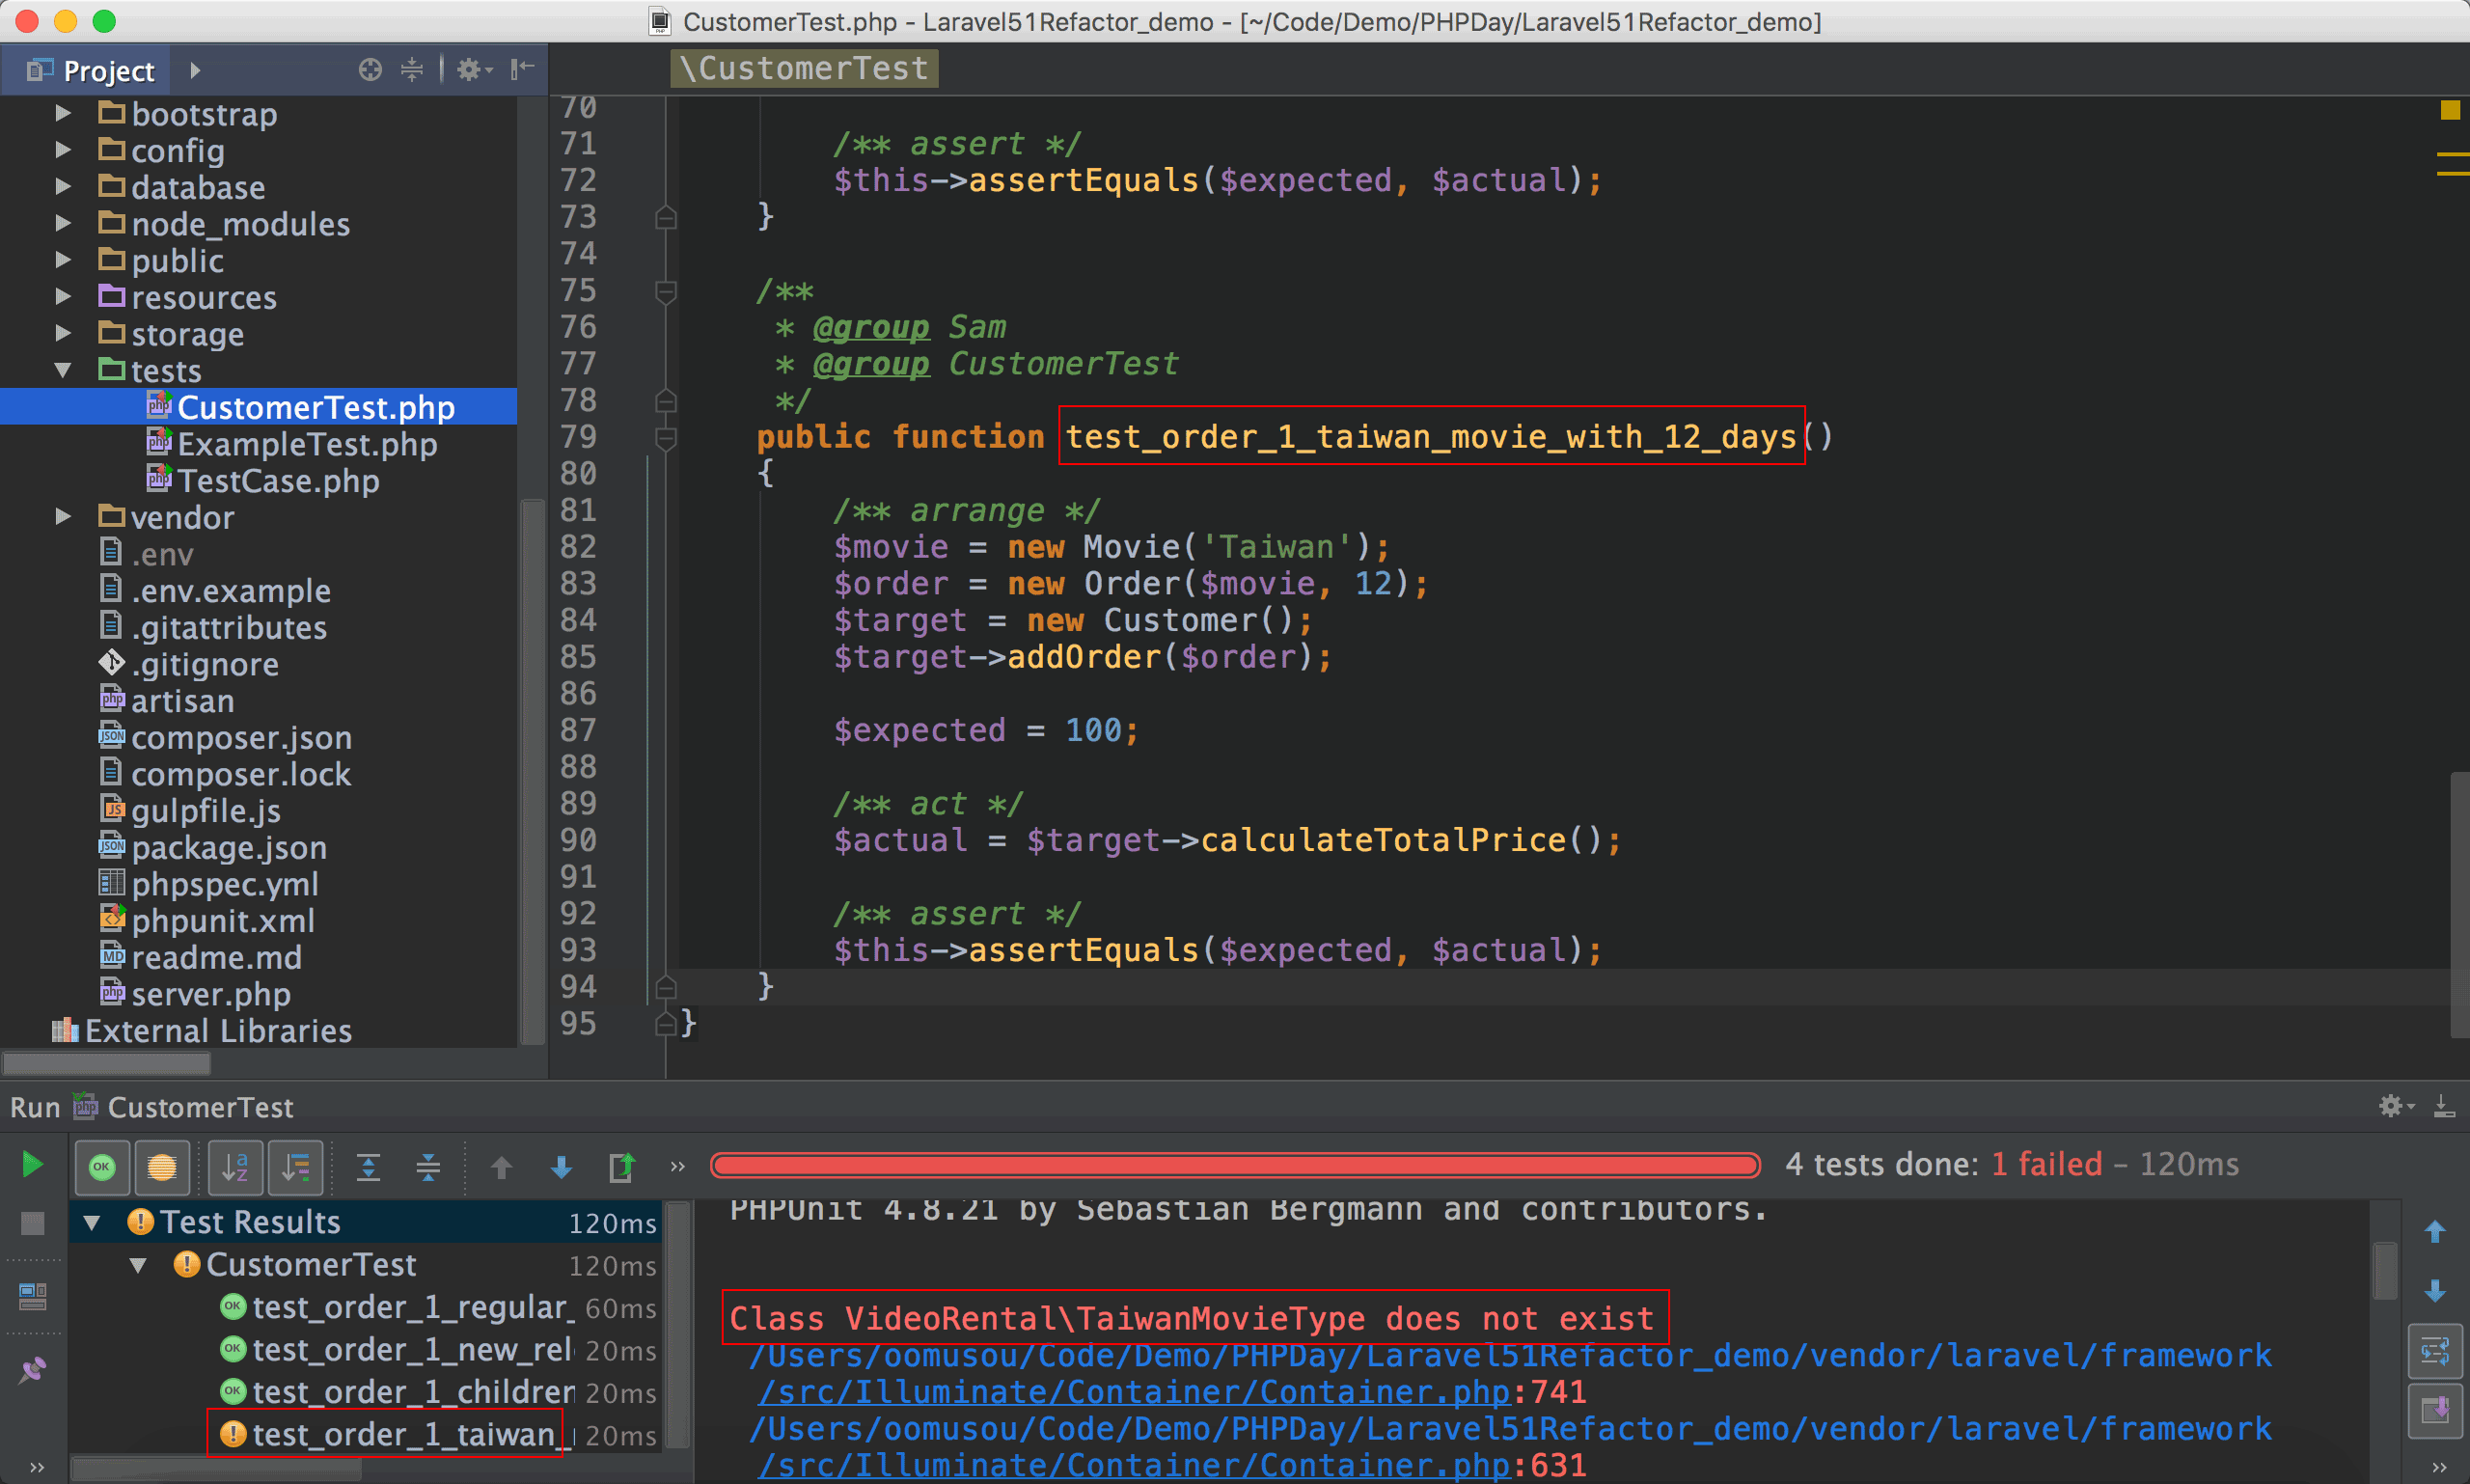 CustomerTest.php - Laravel51Refactor_demo - [~/Code/Demo/PHPDay/Laravel51Refactor_demo]
Project
\CustomerTest
bootstrap
config
database
node_modules
public
resources
storage
tests
CustomerTest.php
ExampleTest.php
TestCase.php
vendor
.env
.env.example
.gitattributes
.gitignore
artisan
composer.json
composer.lock
gulpfile.js
package.json
phpspec.yml
phpunit.xml
readme.md
server.php
External Libraries
70
71 /** assert */
72 $this->assertEquals($expected, $actual);
73 }
74
75 /**
76 * @group Sam
77 * @group CustomerTest
78 */
79 public function test_order_1_taiwan_movie_with_12_days()
80 {
81 /** arrange */
82 $movie = new Movie('Taiwan');
83 $order = new Order($movie, 12);
84 $target = new Customer();
85 $target->addOrder($order);
86
87 $expected = 100;
88
89 /** act */
90 $actual = $target->calculateTotalPrice();
91
92 /** assert */
93 $this->assertEquals($expected, $actual);
94 }
95 }
Run CustomerTest
4 tests done: 1 failed – 120ms
Test Results 120ms
CustomerTest 120ms
test_order_1_regular_ 60ms
test_order_1_new_rel 20ms
test_order_1_children 20ms
test_order_1_taiwan_ 20ms
PHPUnit 4.8.21 by Sebastian Bergmann and contributors.
Class VideoRental\TaiwanMovieType does not exist
/Users/oomusou/Code/Demo/PHPDay/Laravel51Refactor_demo/vendor/laravel/framework
/src/Illuminate/Container/Container.php:741
/Users/oomusou/Code/Demo/PHPDay/Laravel51Refactor_demo/vendor/laravel/framework
/src/Illuminate/Container/Container.php:631